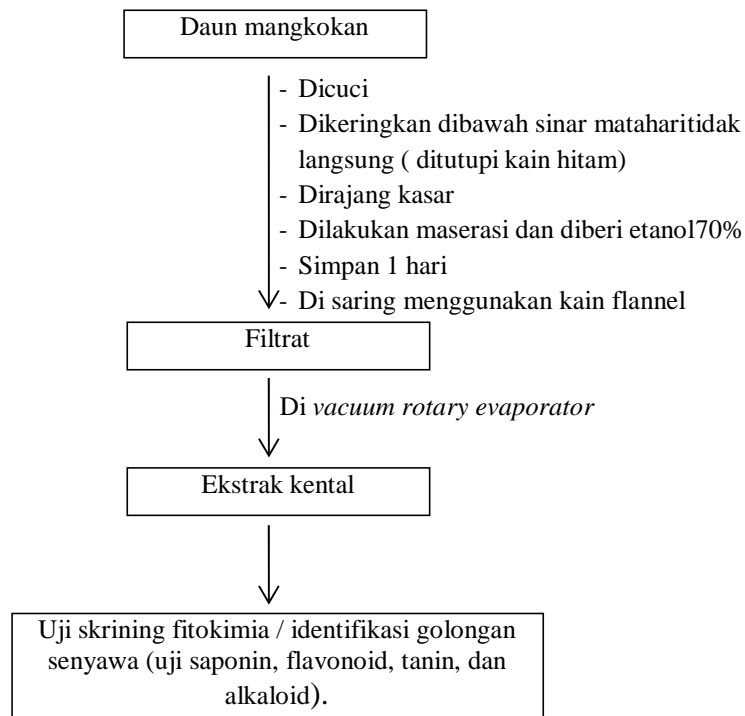 Daun mangkokan
- Dicuci
- Dikeringkan dibawah sinar mataharitidak
langsung ( ditutupi kain hitam)
- Dirajang kasar
- Dilakukan maserasi dan diberi etanol70%
- Simpan 1 hari
- Di saring menggunakan kain flannel
Filtrat
Di vacuum rotary evaporator
Ekstrak kental
Uji skrining fitokimia / identifikasi golongan
senyawa (uji saponin, flavonoid, tanin, dan
alkaloid).